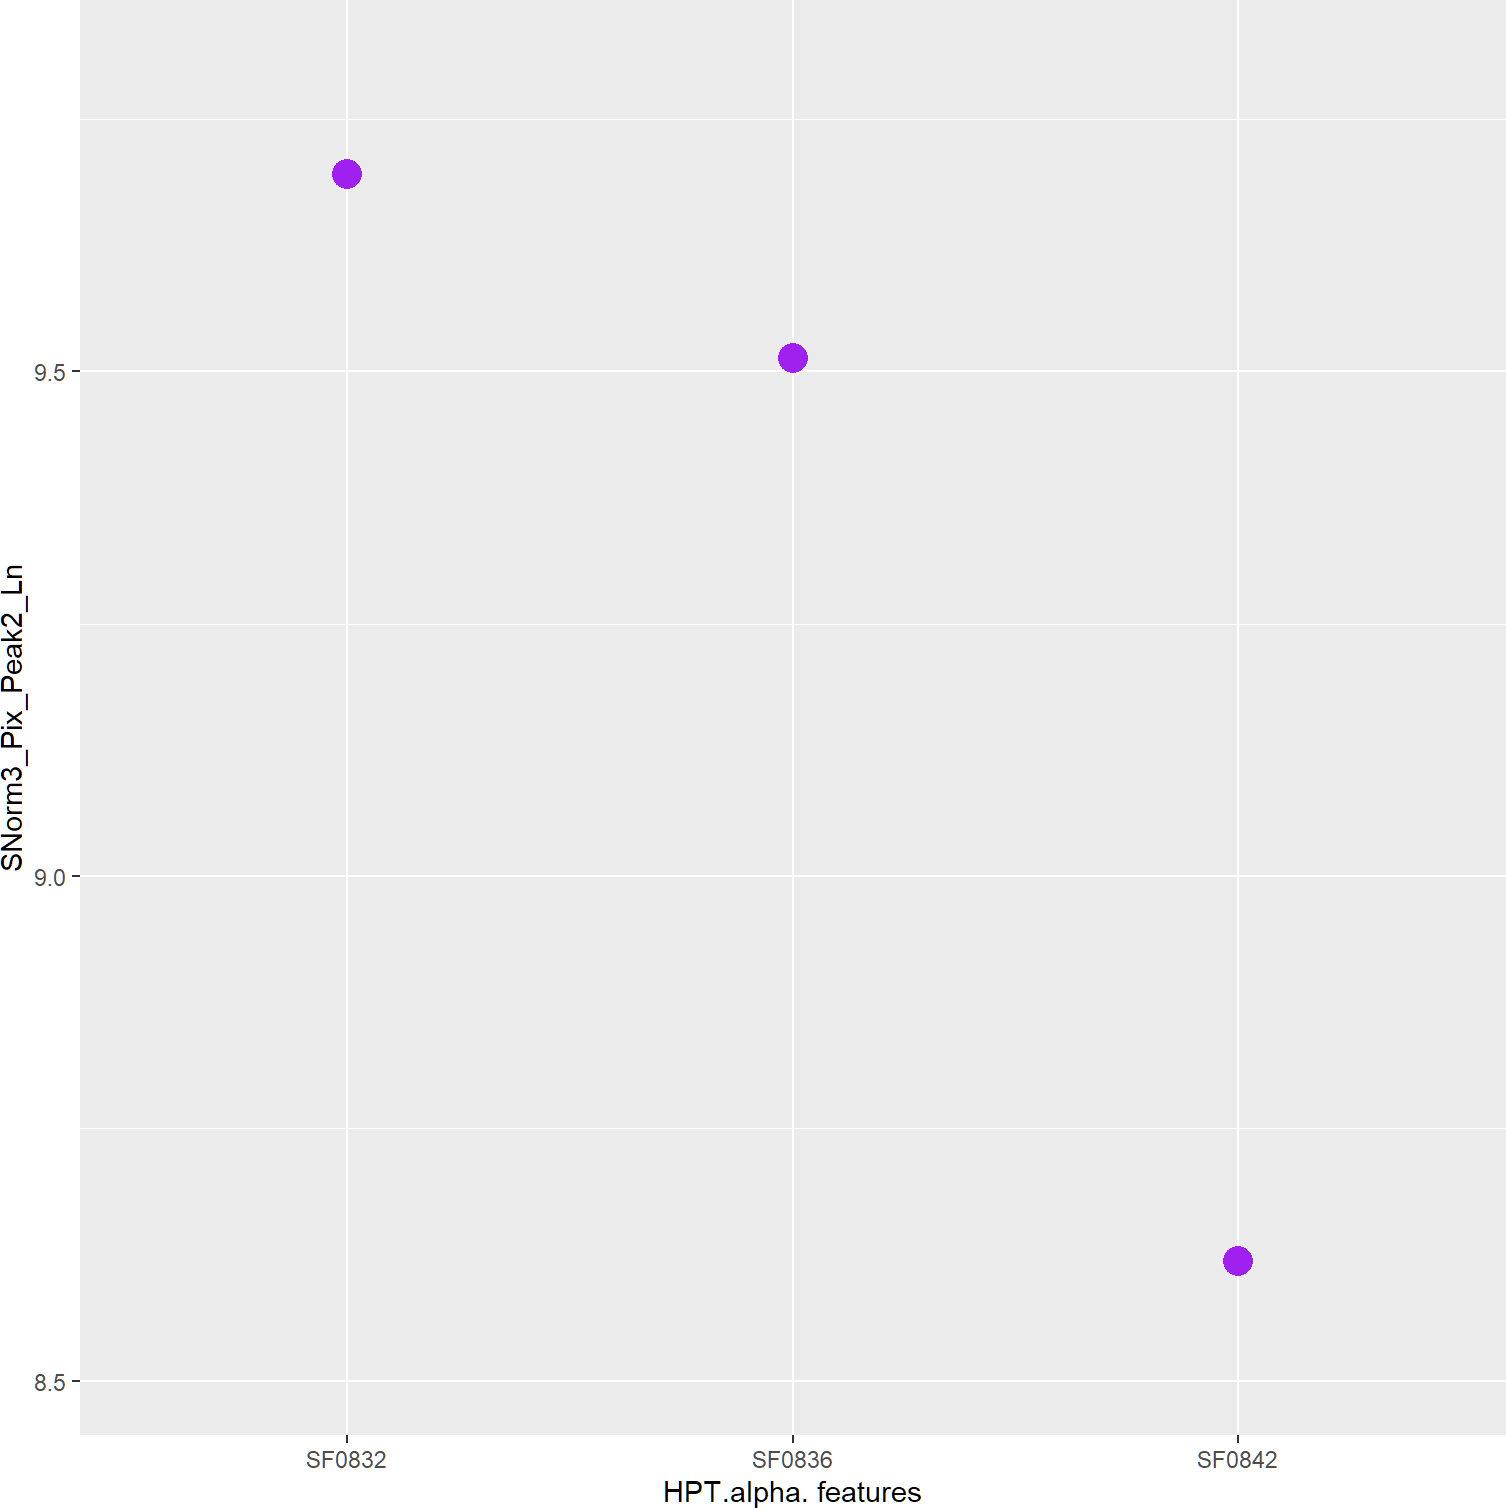 SNorm3_Pix_Peak2_Ln
9.5
9.0
8.5
SF0832 SF0836 SF0842
HPT.alpha. features